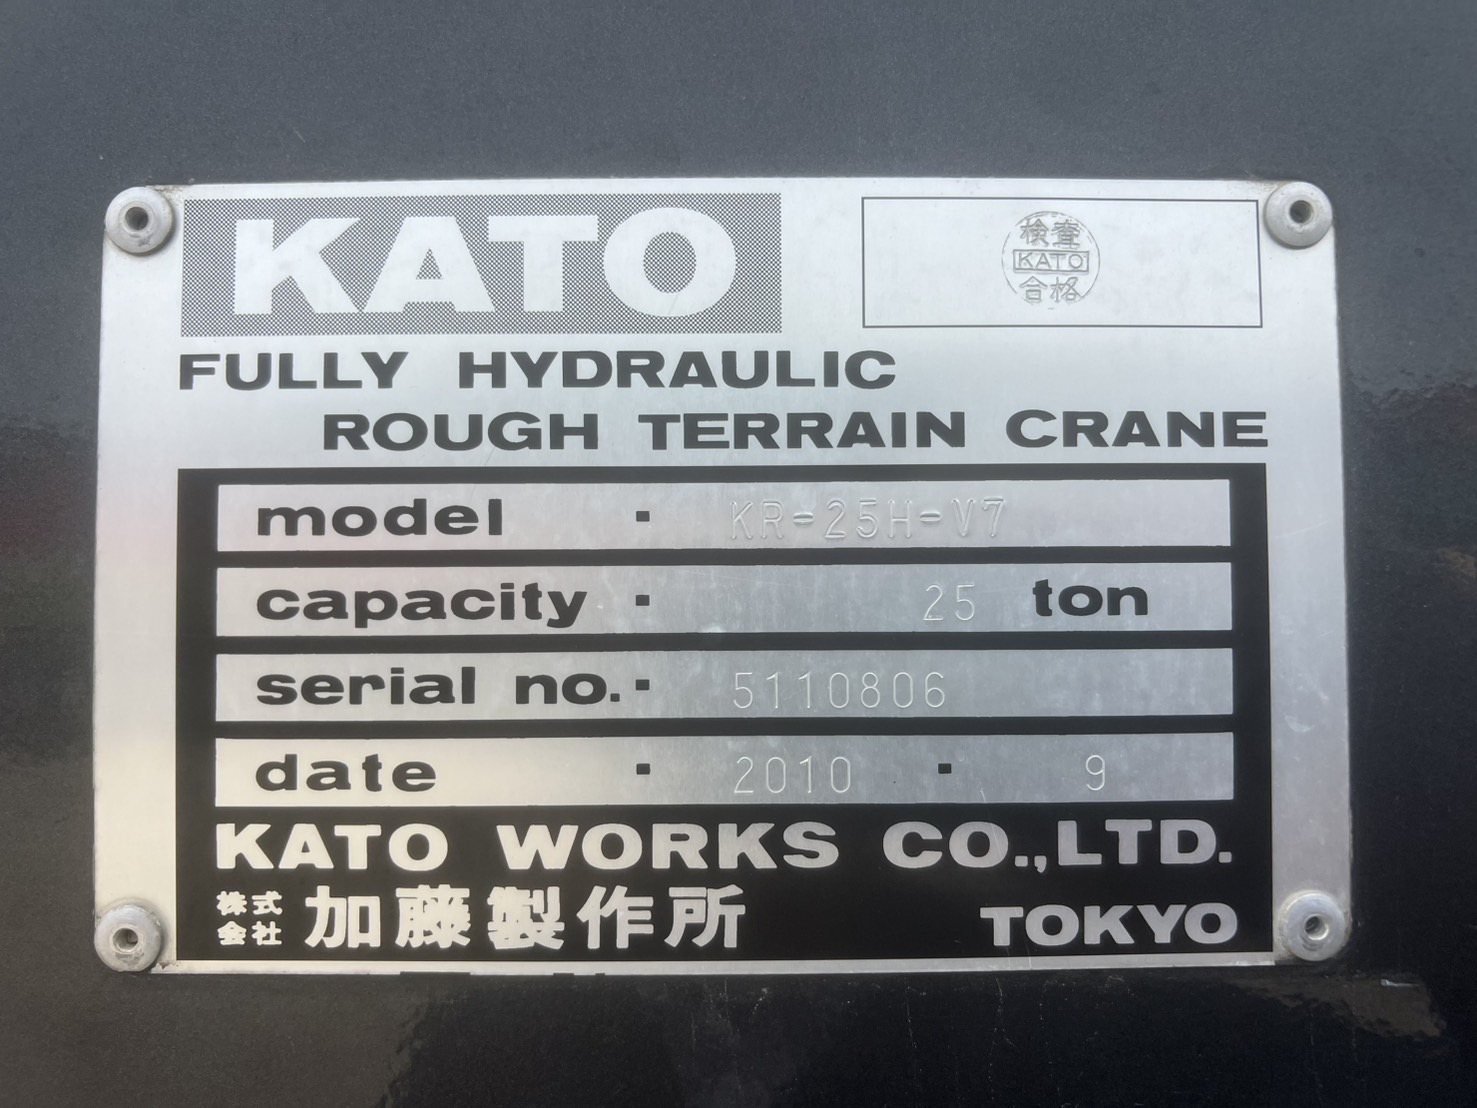 KATO
検査
KATO
合格
FULLY HYDRAULIC
ROUGH TERRAIN CRANE
model · KR-25H-V7
capacity · 25 ton
serial no.· 5110806
date · 2010 · 9
KATO WORKS CO.,LTD.
株式会社 加藤製作所 TOKYO